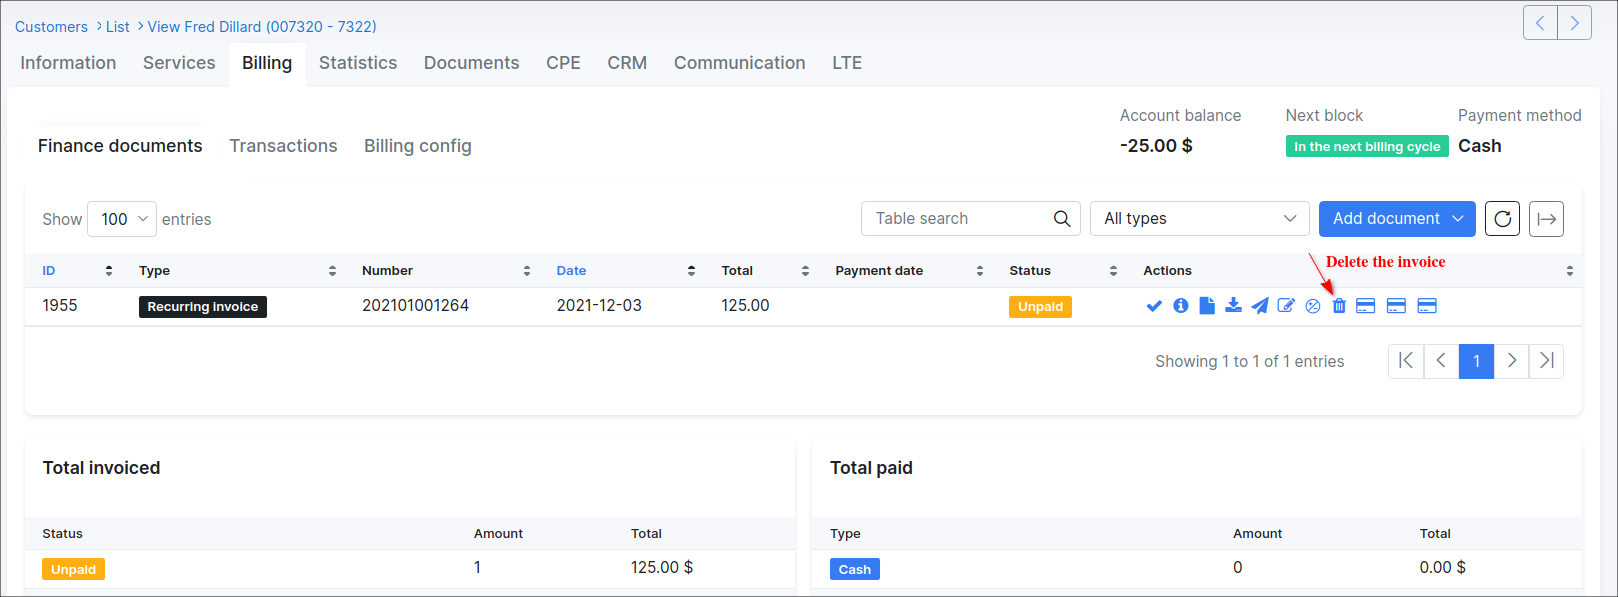 Customers > List > View Fred Dillard (007320 - 7322)
Information Services Billing Statistics Documents CPE CRM Communication LTE
Account balance Next block Payment method
Finance documents Transactions Billing config -25.00 $ In the next billing cycle Cash
Show 100 entries Table search All types Add document
Delete the invoice
ID Type Number Date Total Payment date Status Actions
1955 Recurring invoice 202101001264 2021-12-03 125.00 Unpaid
Showing 1 to 1 of 1 entries 1
Total invoiced
Status Amount Total
Unpaid 1 125.00 $
Total paid
Type Amount Total
Cash 0 0.00 $